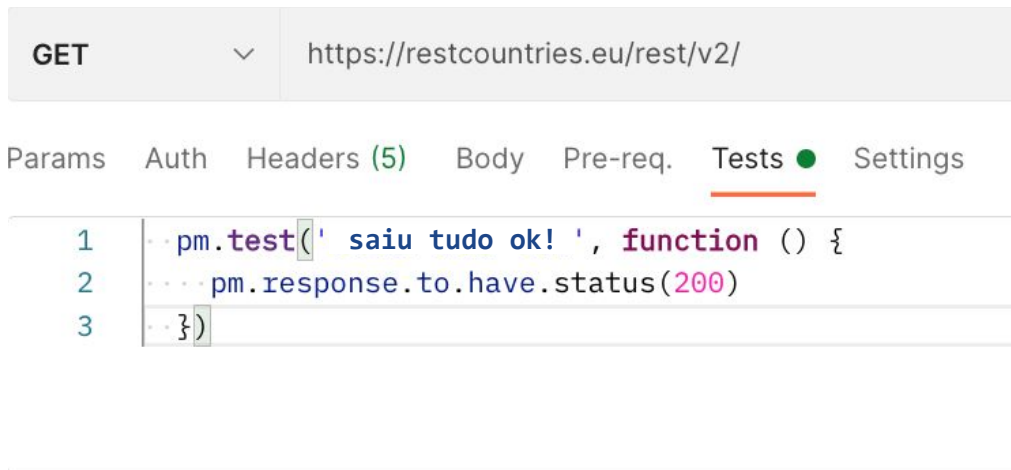 GET https://restcountries.eu/rest/v2/
Params Auth Headers (5) Body Pre-req. Tests Settings
1 pm.test(' saiu tudo ok! ', function () {
2 pm.response.to.have.status(200)
3 })